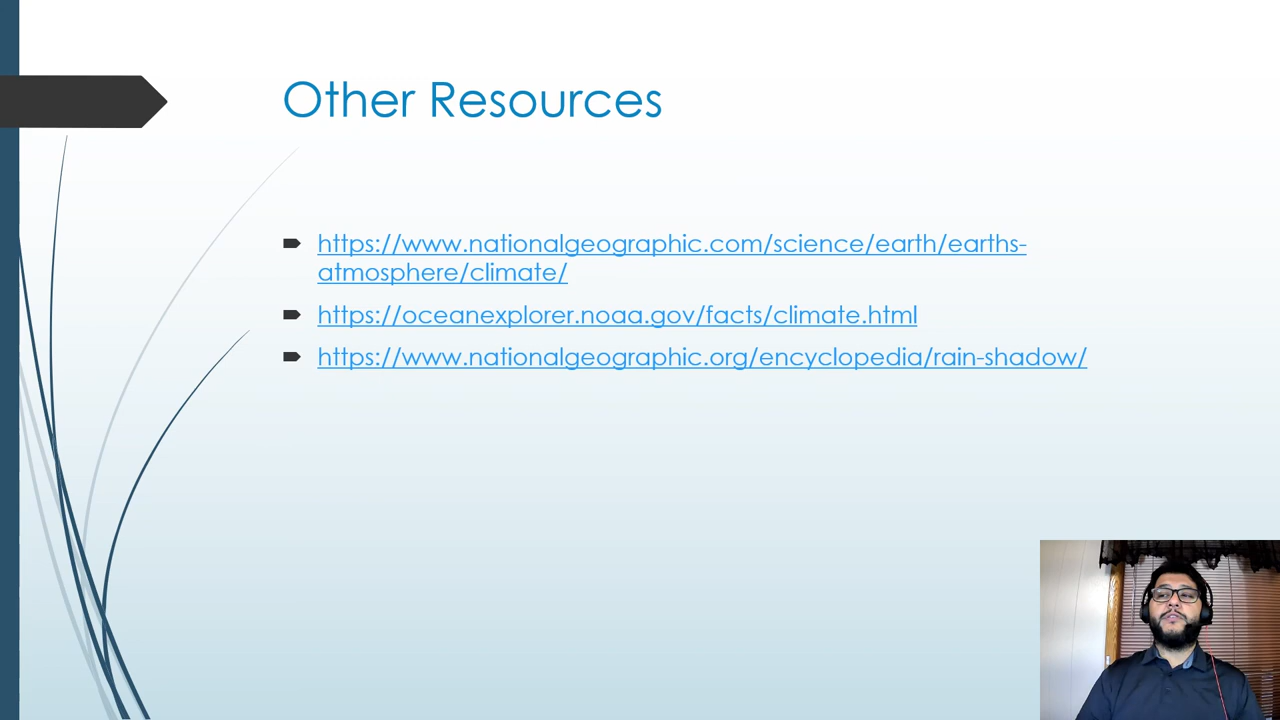 Other Resources
https://www.nationalgeographic.com/science/earth/earths-
atmosphere/climate/
https://oceanexplorer.noaa.gov/facts/climate.html
https://www.nationalgeographic.org/encyclopedia/rain-shadow/